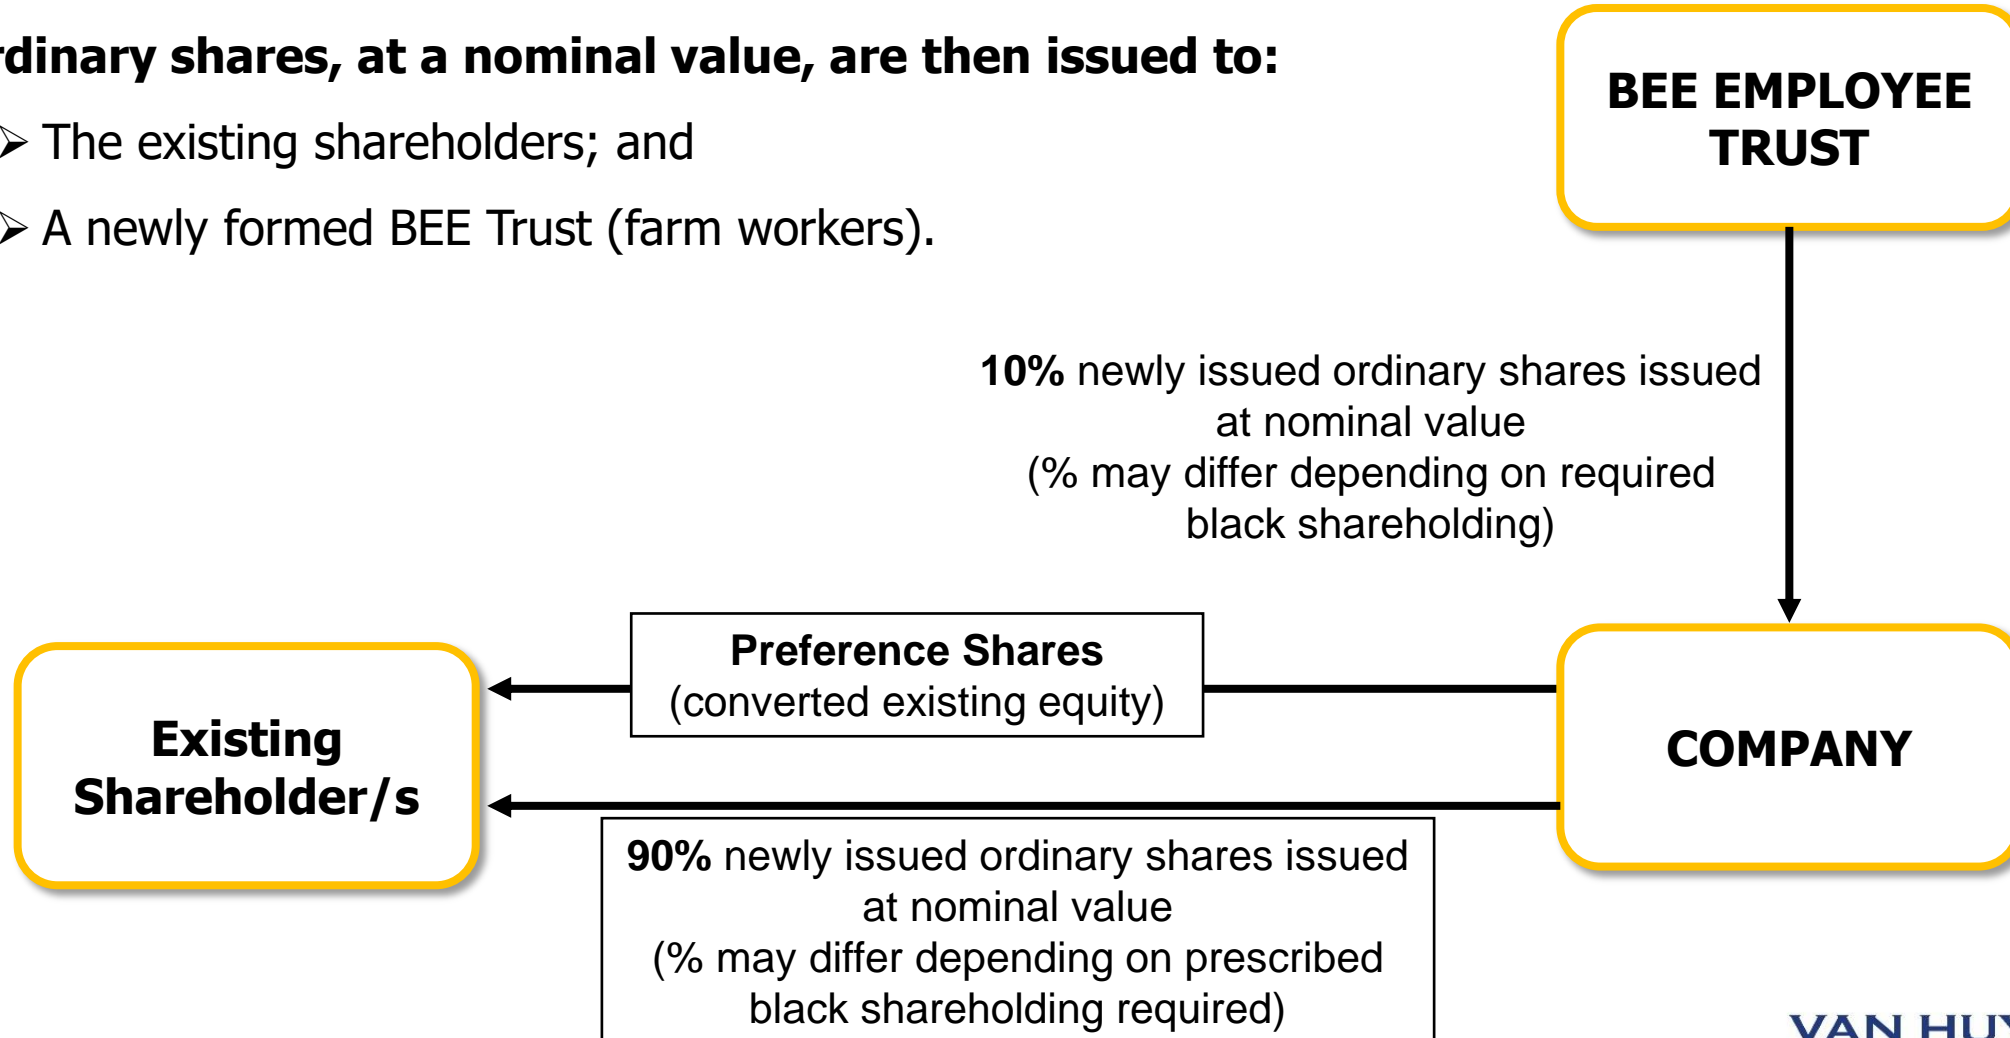 rdinary shares, at a nominal value, are then issued to:
➢ The existing shareholders; and
➢ A newly formed BEE Trust (farm workers).
BEE EMPLOYEE
TRUST
10% newly issued ordinary shares issued
at nominal value
(% may differ depending on required
black shareholding)
Preference Shares
(converted existing equity)
Existing
Shareholder/s
COMPANY
90% newly issued ordinary shares issued
at nominal value
(% may differ depending on prescribed
black shareholding required)
VAN HUY